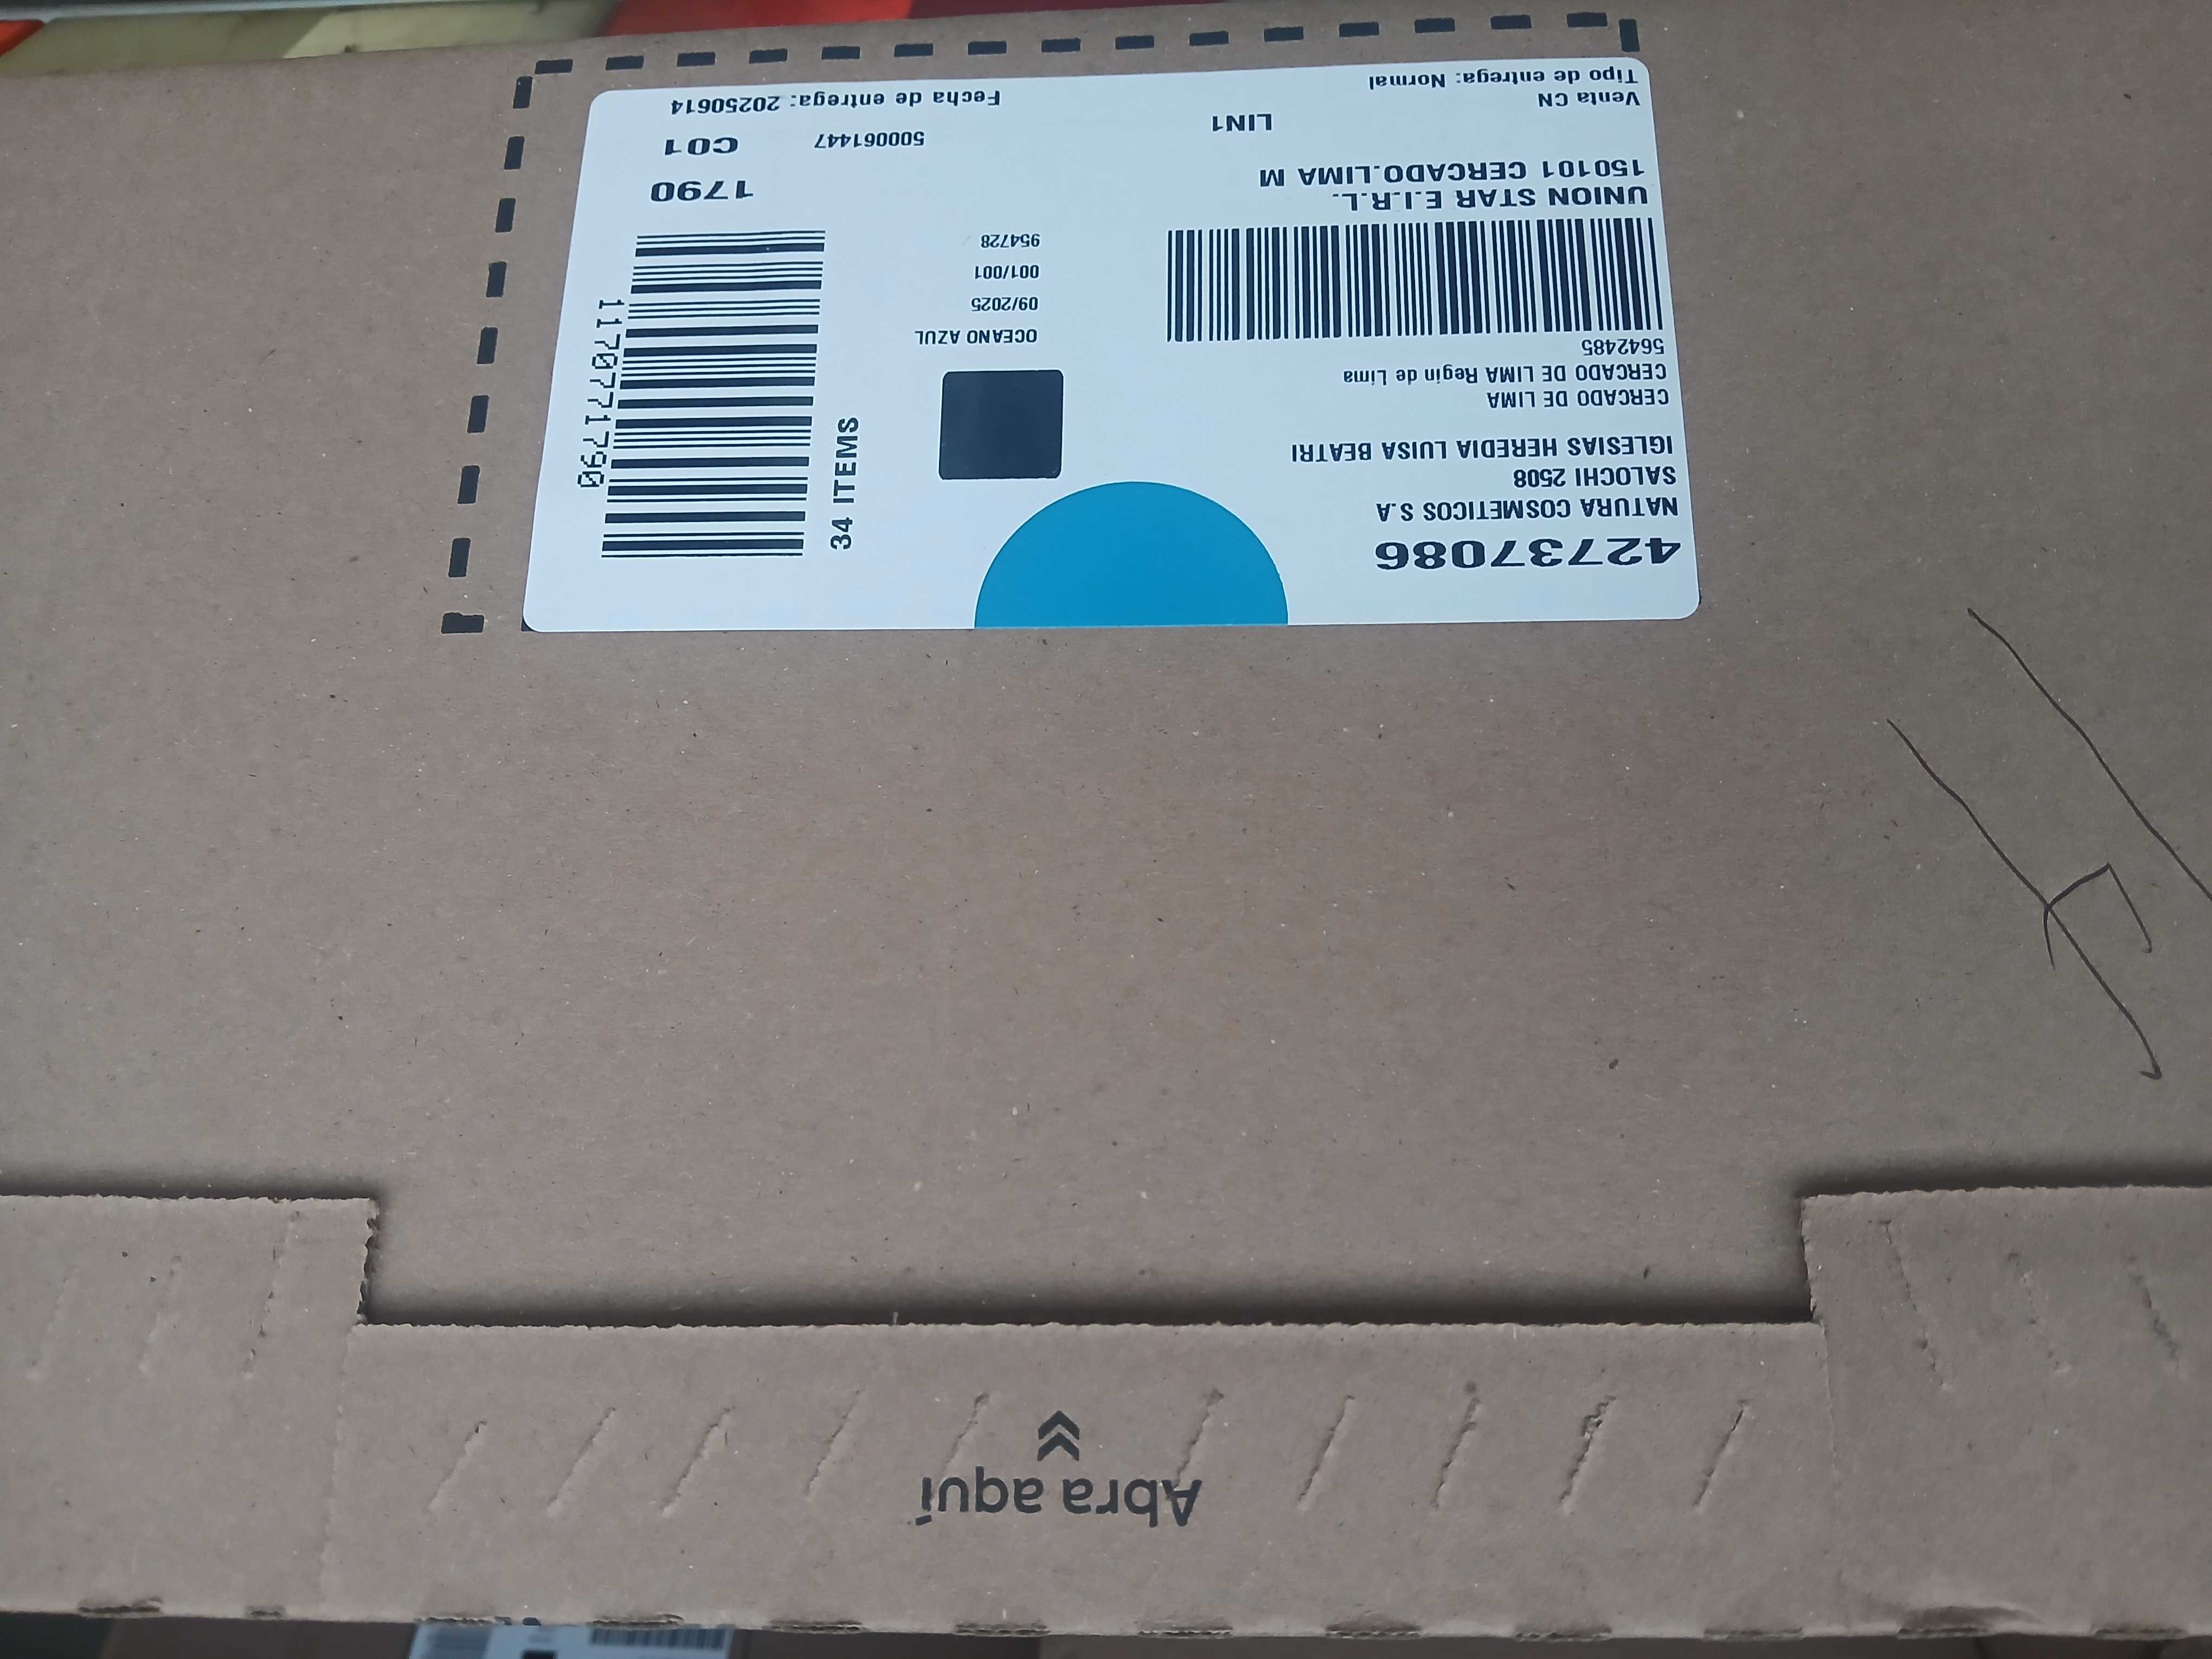 42737086
NATURA COSMETICOS S.A
SALOCHI 2508
IGLESIAS HEREDIA LUISA BEATRI
CERCADO DE LIMA
CERCADO DE LIMA Regin de Lima
5642485
UNION STAR E.I.R.L.
150101 CERCADO.LIMA M
LIN1
Venta CN
Tipo de entrega: Normal
OCEANO AZUL
09/2025
001/001
954728
34 ITEMS
1170771790
1790
500061447
C01
Fecha de entrega: 20250614
Abra aquí